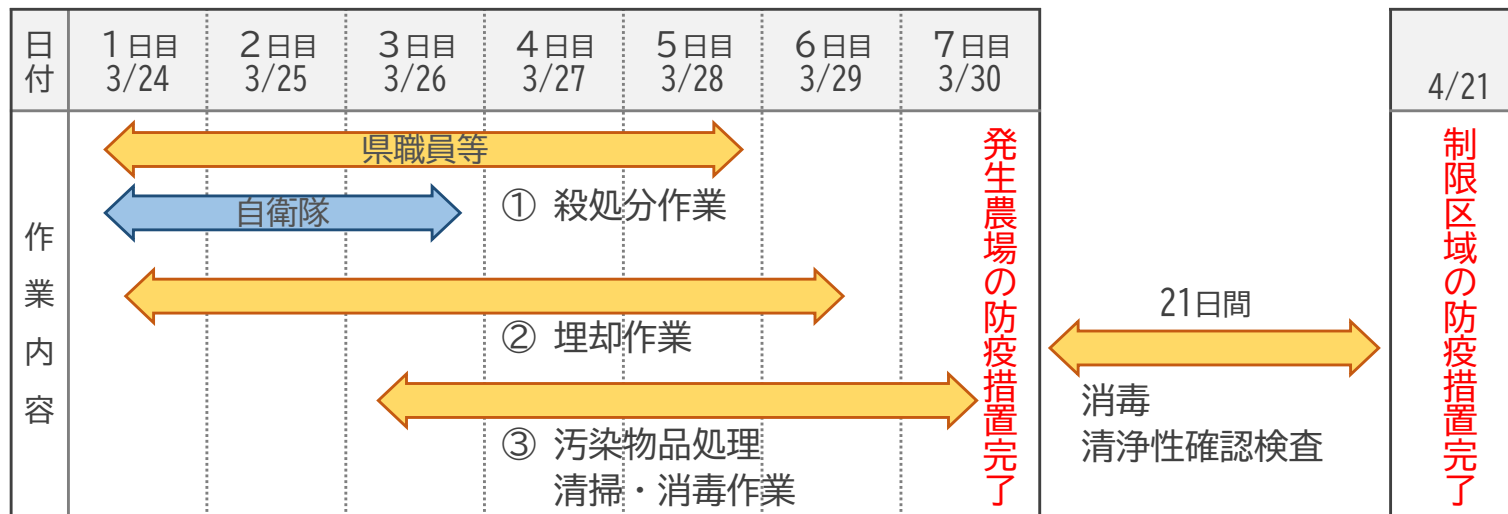 日付
1日目
3/24
2日目
3/25
3日目
3/26
4日目
3/27
5日目
3/28
6日目
3/29
7日目
3/30
4/21
作業内容
県職員等
自衛隊
① 殺処分作業
② 埋却作業
③ 汚染物品処理
清掃・消毒作業
発生農場の防疫措置完了
21日間
消毒
清浄性確認検査
制限区域の防疫措置完了